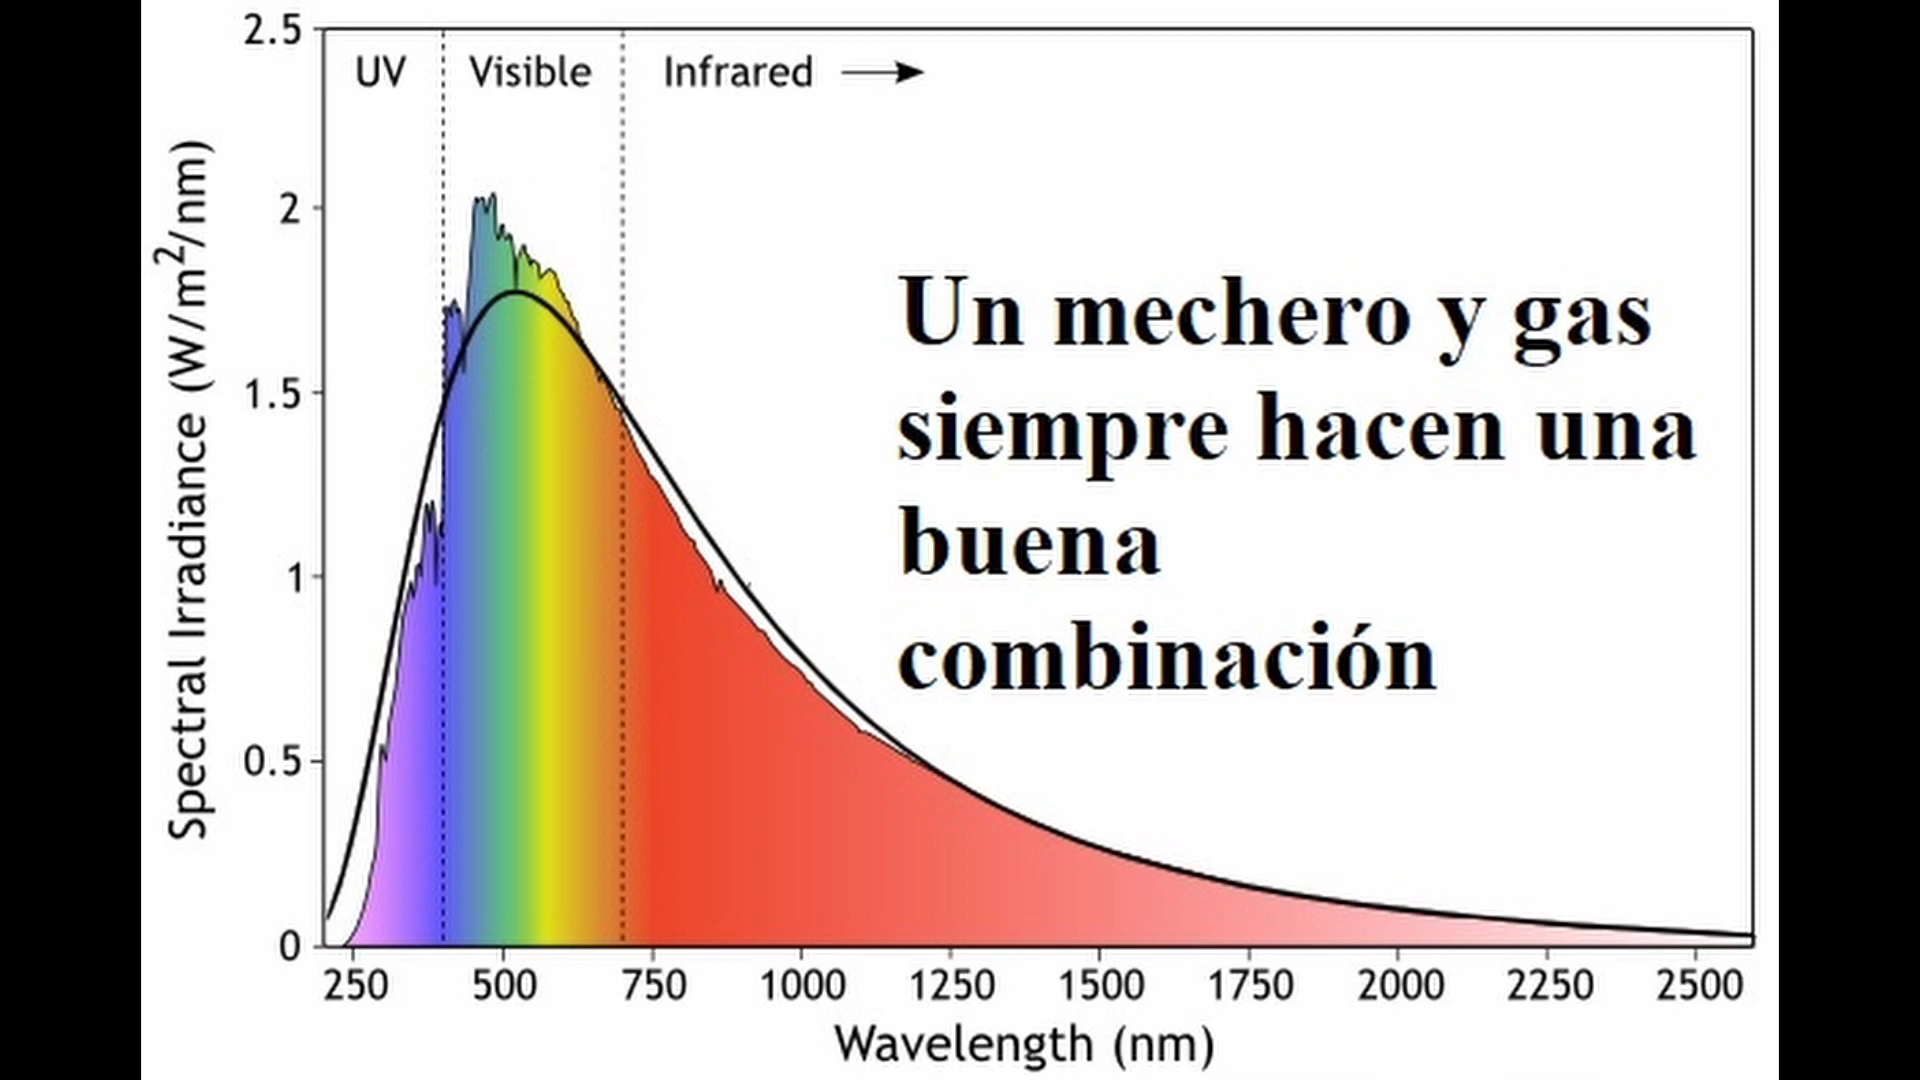 2.5
UV Visible Infrared
2
1.5
1
0.5
0
Spectral Irradiance (W/m²/nm)
Un mechero y gas
siempre hacen una
buena
combinación
250 500 750 1000 1250 1500 1750 2000 2250 2500
Wavelength (nm)